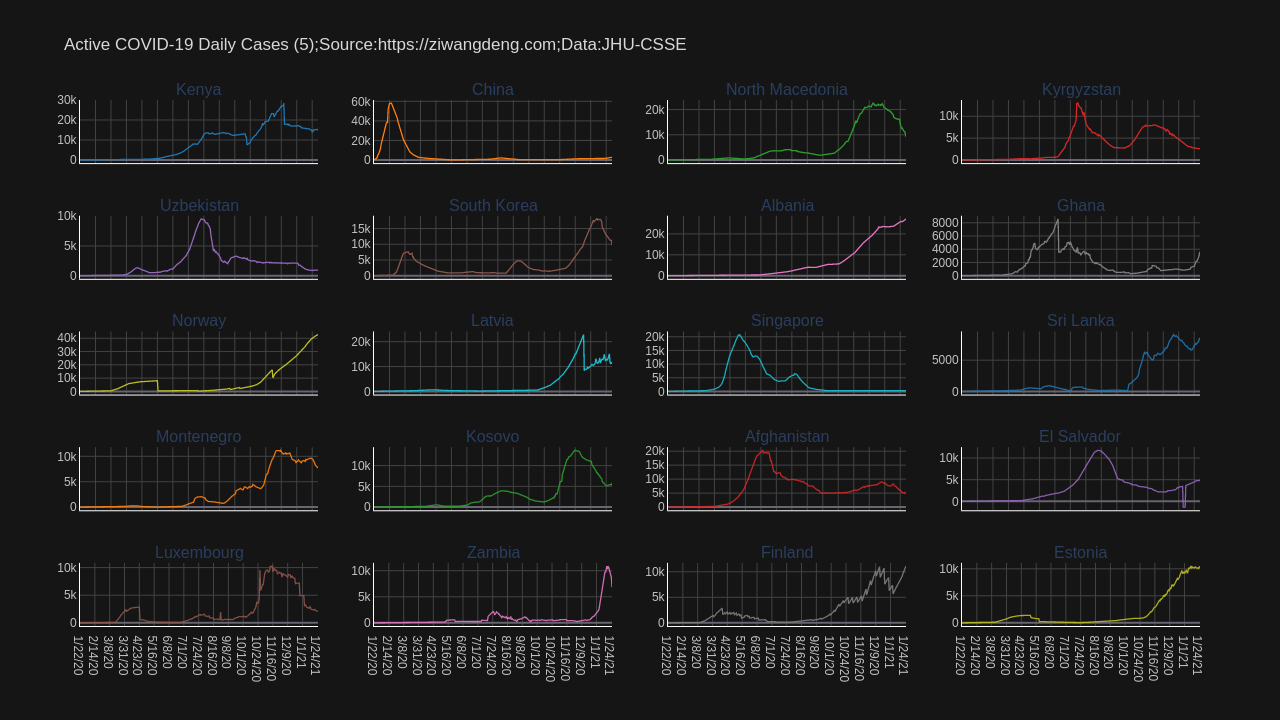 Active COVID-19 Daily Cases (5);Source:https://ziwangdeng.com;Data:JHU-CSSE
Kenya
30k
20k
10k
0
China
60k
40k
20k
0
North Macedonia
20k
10k
0
Kyrgyzstan
10k
5k
0
Uzbekistan
10k
5k
0
South Korea
15k
10k
5k
0
Albania
20k
10k
0
Ghana
8000
6000
4000
2000
0
Norway
40k
30k
20k
10k
0
Latvia
20k
10k
0
Singapore
20k
15k
10k
5k
0
Sri Lanka
5000
0
Montenegro
10k
5k
0
Kosovo
10k
5k
0
Afghanistan
20k
15k
10k
5k
0
El Salvador
10k
5k
0
Luxembourg
10k
5k
0
1/22/20 2/14/20 3/8/20 3/31/20 4/23/20 5/16/20 6/8/20 7/1/20 7/24/20 8/16/20 9/8/20 10/1/20 10/24/20 11/16/20 12/9/20 1/1/21 1/24/21
Zambia
10k
5k
0
1/22/20 2/14/20 3/8/20 3/31/20 4/23/20 5/16/20 6/8/20 7/1/20 7/24/20 8/16/20 9/8/20 10/1/20 10/24/20 11/16/20 12/9/20 1/1/21 1/24/21
Finland
10k
5k
0
1/22/20 2/14/20 3/8/20 3/31/20 4/23/20 5/16/20 6/8/20 7/1/20 7/24/20 8/16/20 9/8/20 10/1/20 10/24/20 11/16/20 12/9/20 1/1/21 1/24/21
Estonia
10k
5k
0
1/22/20 2/14/20 3/8/20 3/31/20 4/23/20 5/16/20 6/8/20 7/1/20 7/24/20 8/16/20 9/8/20 10/1/20 10/24/20 11/16/20 12/9/20 1/1/21 1/24/21